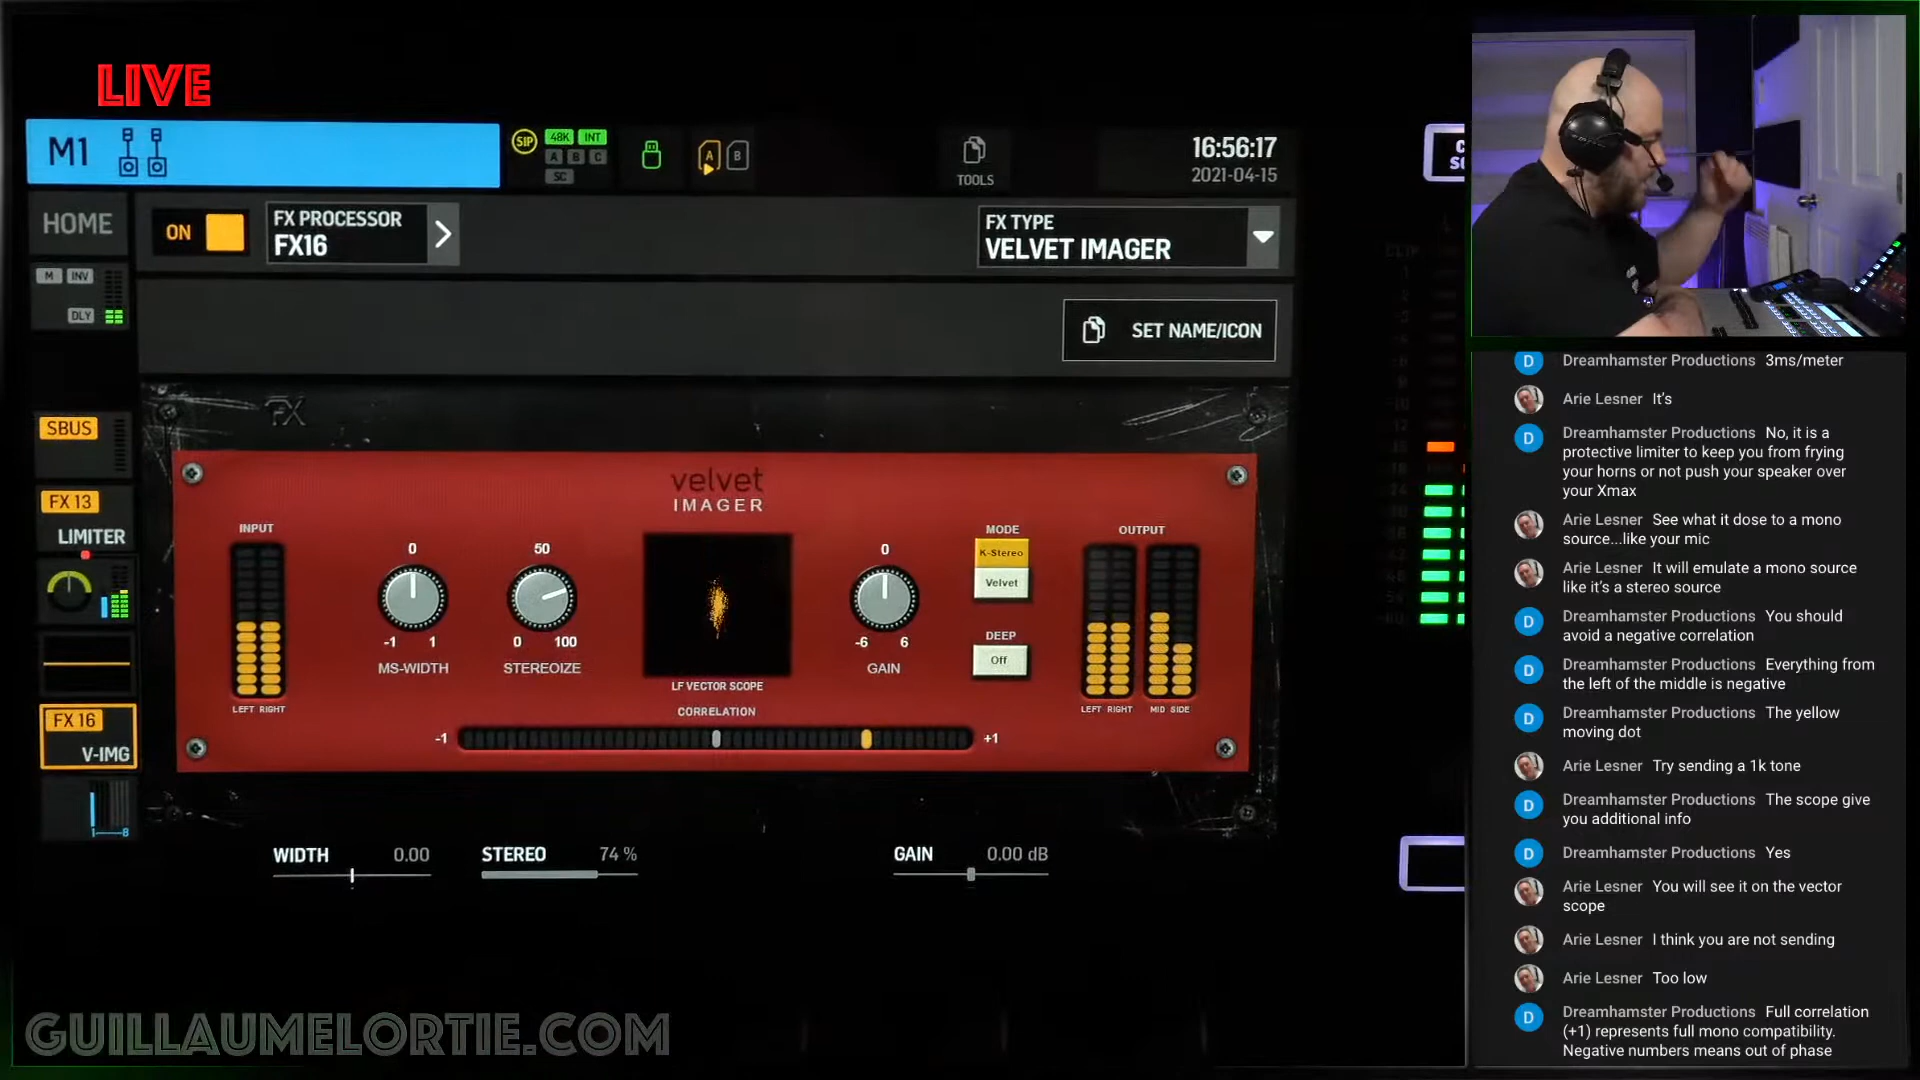 LIVE
M1
SIP
48K INT
A B C
SC
A B
TOOLS
16:56:17
2021-04-15
HOME
ON
FX PROCESSOR
FX16
FX TYPE
VELVET IMAGER
M INV
DLY
SET NAME/ICON
FX
SBUS
FX 13
LIMITER
FX 16
V-IMG
1 8
velvet
IMAGER
INPUT
LEFT RIGHT
0
-1 1
MS-WIDTH
50
0 100
STEREOIZE
LF VECTOR SCOPE
0
-6 6
GAIN
MODE
K-Stereo
Velvet
DEEP
Off
OUTPUT
LEFT RIGHT MID SIDE
CORRELATION
-1 +1
WIDTH 0.00
STEREO 74 %
GAIN 0.00 dB
GUILLAUMELORTIE.COM
D Dreamhamster Productions 3ms/meter
Arie Lesner It's
D Dreamhamster Productions No, it is a
protective limiter to keep you from frying
your horns or not push your speaker over
your Xmax
Arie Lesner See what it dose to a mono
source...like your mic
Arie Lesner It will emulate a mono source
like it's a stereo source
D Dreamhamster Productions You should
avoid a negative correlation
D Dreamhamster Productions Everything from
the left of the middle is negative
D Dreamhamster Productions The yellow
moving dot
Arie Lesner Try sending a 1k tone
D Dreamhamster Productions The scope give
you additional info
D Dreamhamster Productions Yes
Arie Lesner You will see it on the vector
scope
Arie Lesner I think you are not sending
Arie Lesner Too low
D Dreamhamster Productions Full correlation
(+1) represents full mono compatibility.
Negative numbers means out of phase